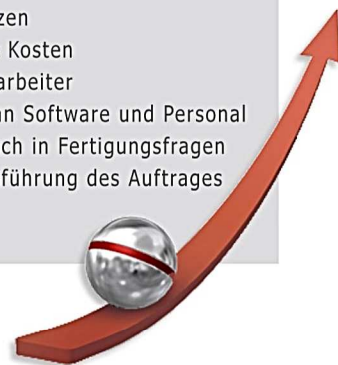 zen
Kosten
arbeiter
an Software und Personal
ch in Fertigungsfragen
führung des Auftrages